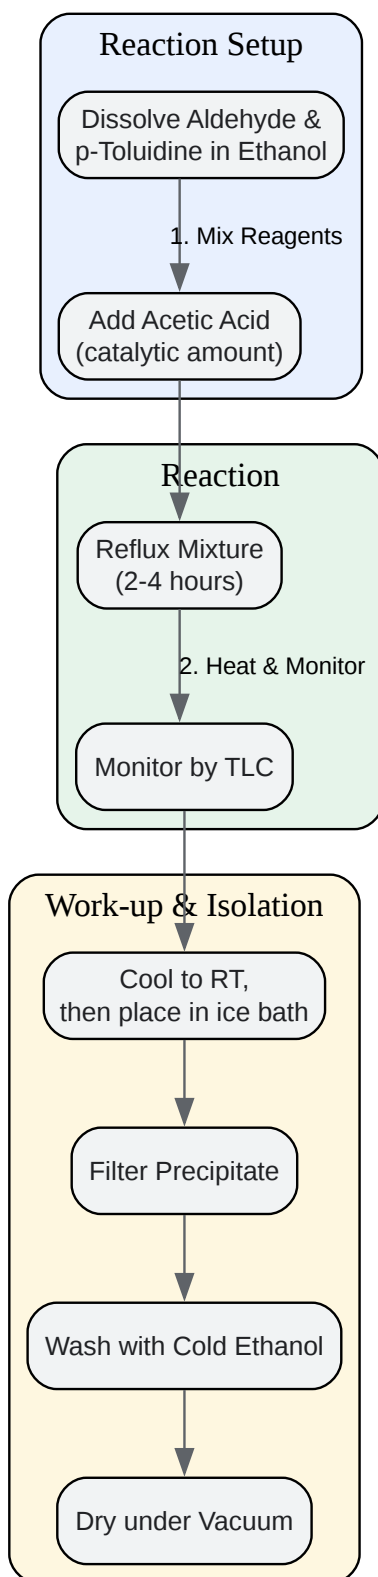 Reaction Setup
Dissolve Aldehyde &
p-Toluidine in Ethanol
1. Mix Reagents
Add Acetic Acid
(catalytic amount)
Reaction
Reflux Mixture
(2-4 hours)
2. Heat & Monitor
Monitor by TLC
Work-up & Isolation
Cool to RT,
then place in ice bath
Filter Precipitate
Wash with Cold Ethanol
Dry under Vacuum